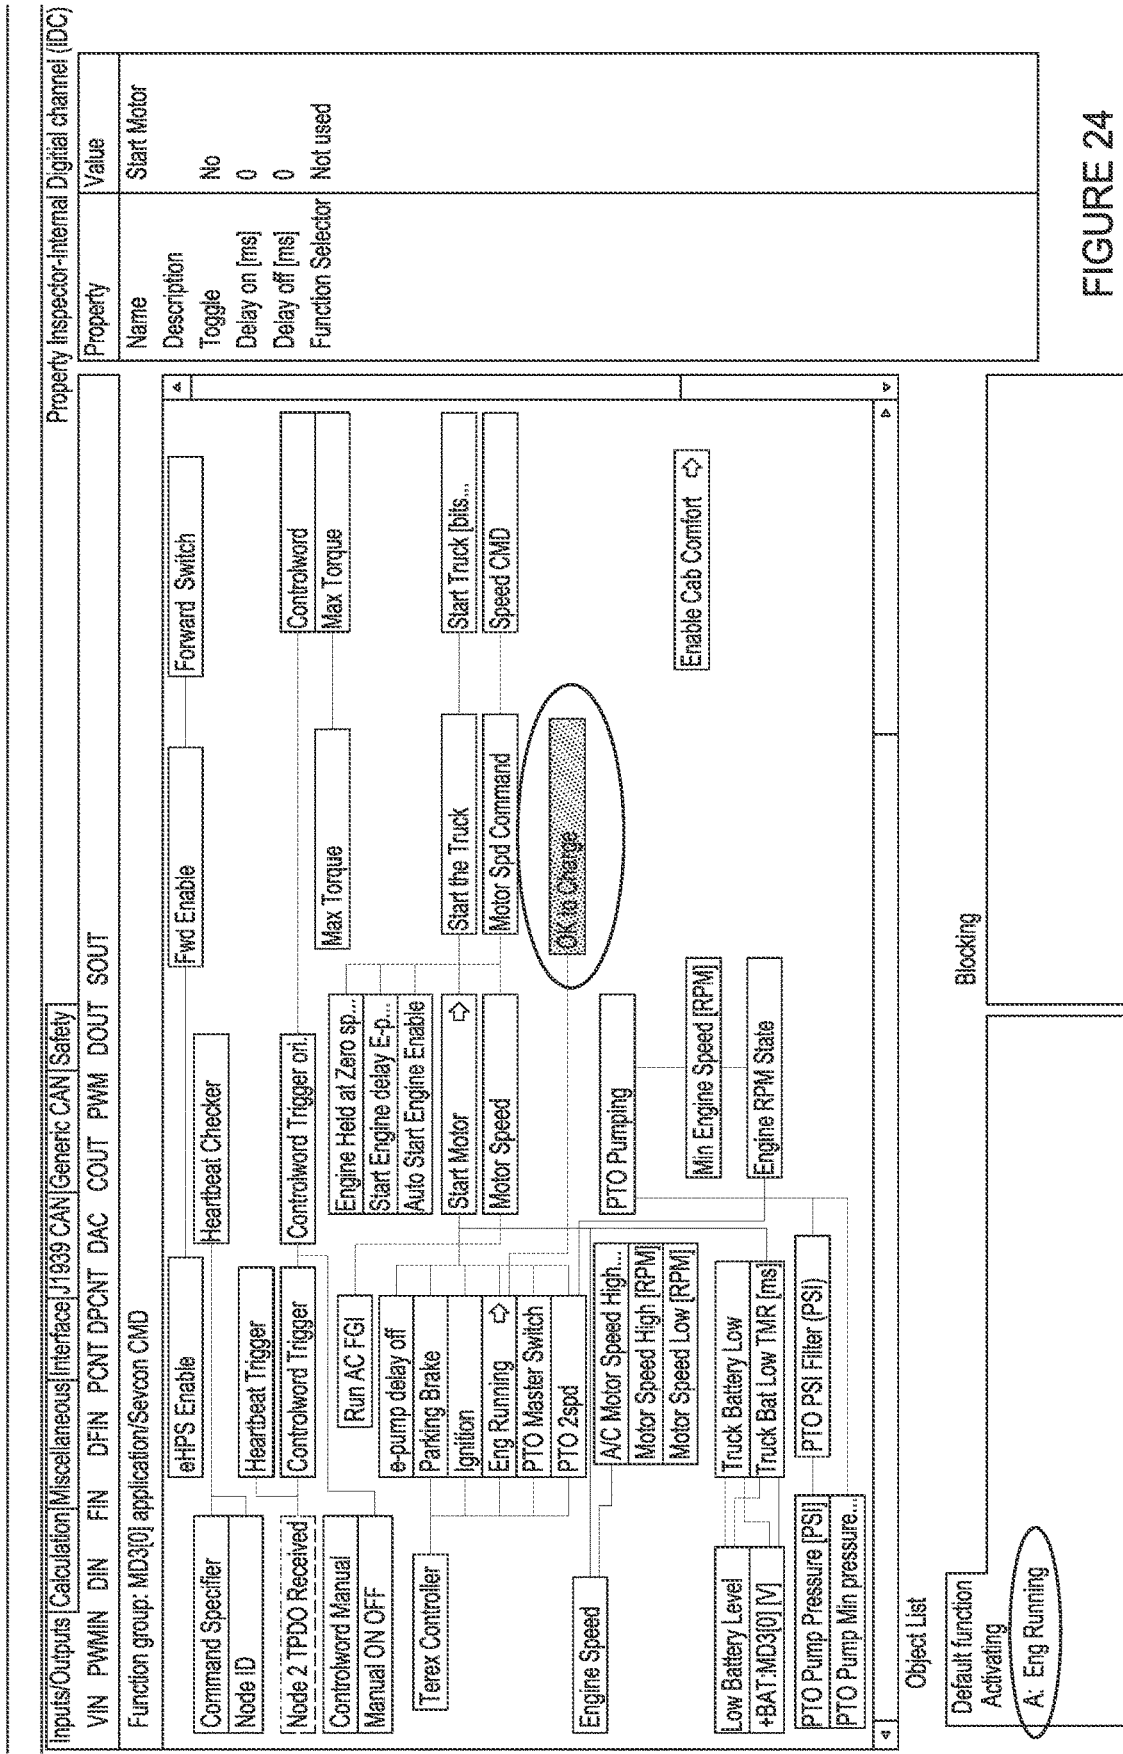 Inputs/Outputs Calculation Miscellaneous Interface J1939 CAN Generic CAN Safety
VIN PWMIN DIN FIN DFIN PCNT DPCNT DAC COUT PWM DOUT SOUT
Function group: MD3[0] application/Sevcon CMD
Command Specifier
Node ID
eHPS Enable
Heartbeat Checker
Fwd Enable
Forward Switch
Node 2 TPDO Received
Heartbeat Trigger
Controlword Trigger
Controlword Trigger on.
Controlword
Max Torque
Max Torque
Controlword Manual
Manual ON OFF
Run AC FGI
Engine Held at Zero sp...
Start Engine delay E-p...
Auto Start Engine Enable
Terex Controller
e-pump delay off
Parking Brake
Ignition
Eng Running
PTO Master Switch
PTO 2spd
Start Motor
Motor Speed
Start the Truck
Motor Spd Command
Start Truck [bits...
Speed CMD
OK to Charge
Engine Speed
A/C Motor Speed High...
Motor Speed High [RPM]
Motor Speed Low [RPM]
PTO Pumping
Min Engine Speed [RPM]
Engine RPM State
Enable Cab Comfort
Low Battery Level
+BAT:MD3[0] [V]
Truck Battery Low
Truck Bat Low TMR [ms]
PTO Pump Pressure [PSI]
PTO Pump Min pressure...
PTO PSI Filter (PSI)
Object List
Default function
Activating
A: Eng Running
Blocking
Property Inspector-Internal Digitial channel (IDC)
Property Value
Name Start Motor
Description
Toggle No
Delay on [ms] 0
Delay off [ms] 0
Function Selector Not used
FIGURE 24